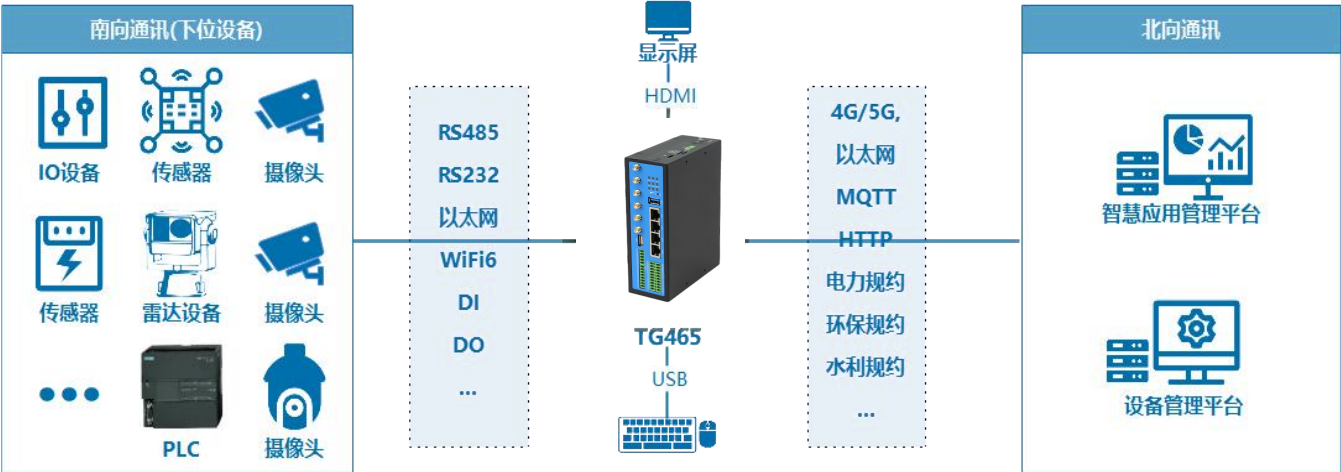 南向通讯(下位设备)
IO设备
传感器
摄像头
传感器
雷达设备
摄像头
...
PLC
摄像头
RS485
RS232
以太网
WiFi6
DI
DO
...
显示屏
HDMI
TG465
USB
4G/5G,
以太网
MQTT
HTTP
电力规约
环保规约
水利规约
...
北向通讯
智慧应用管理平台
设备管理平台